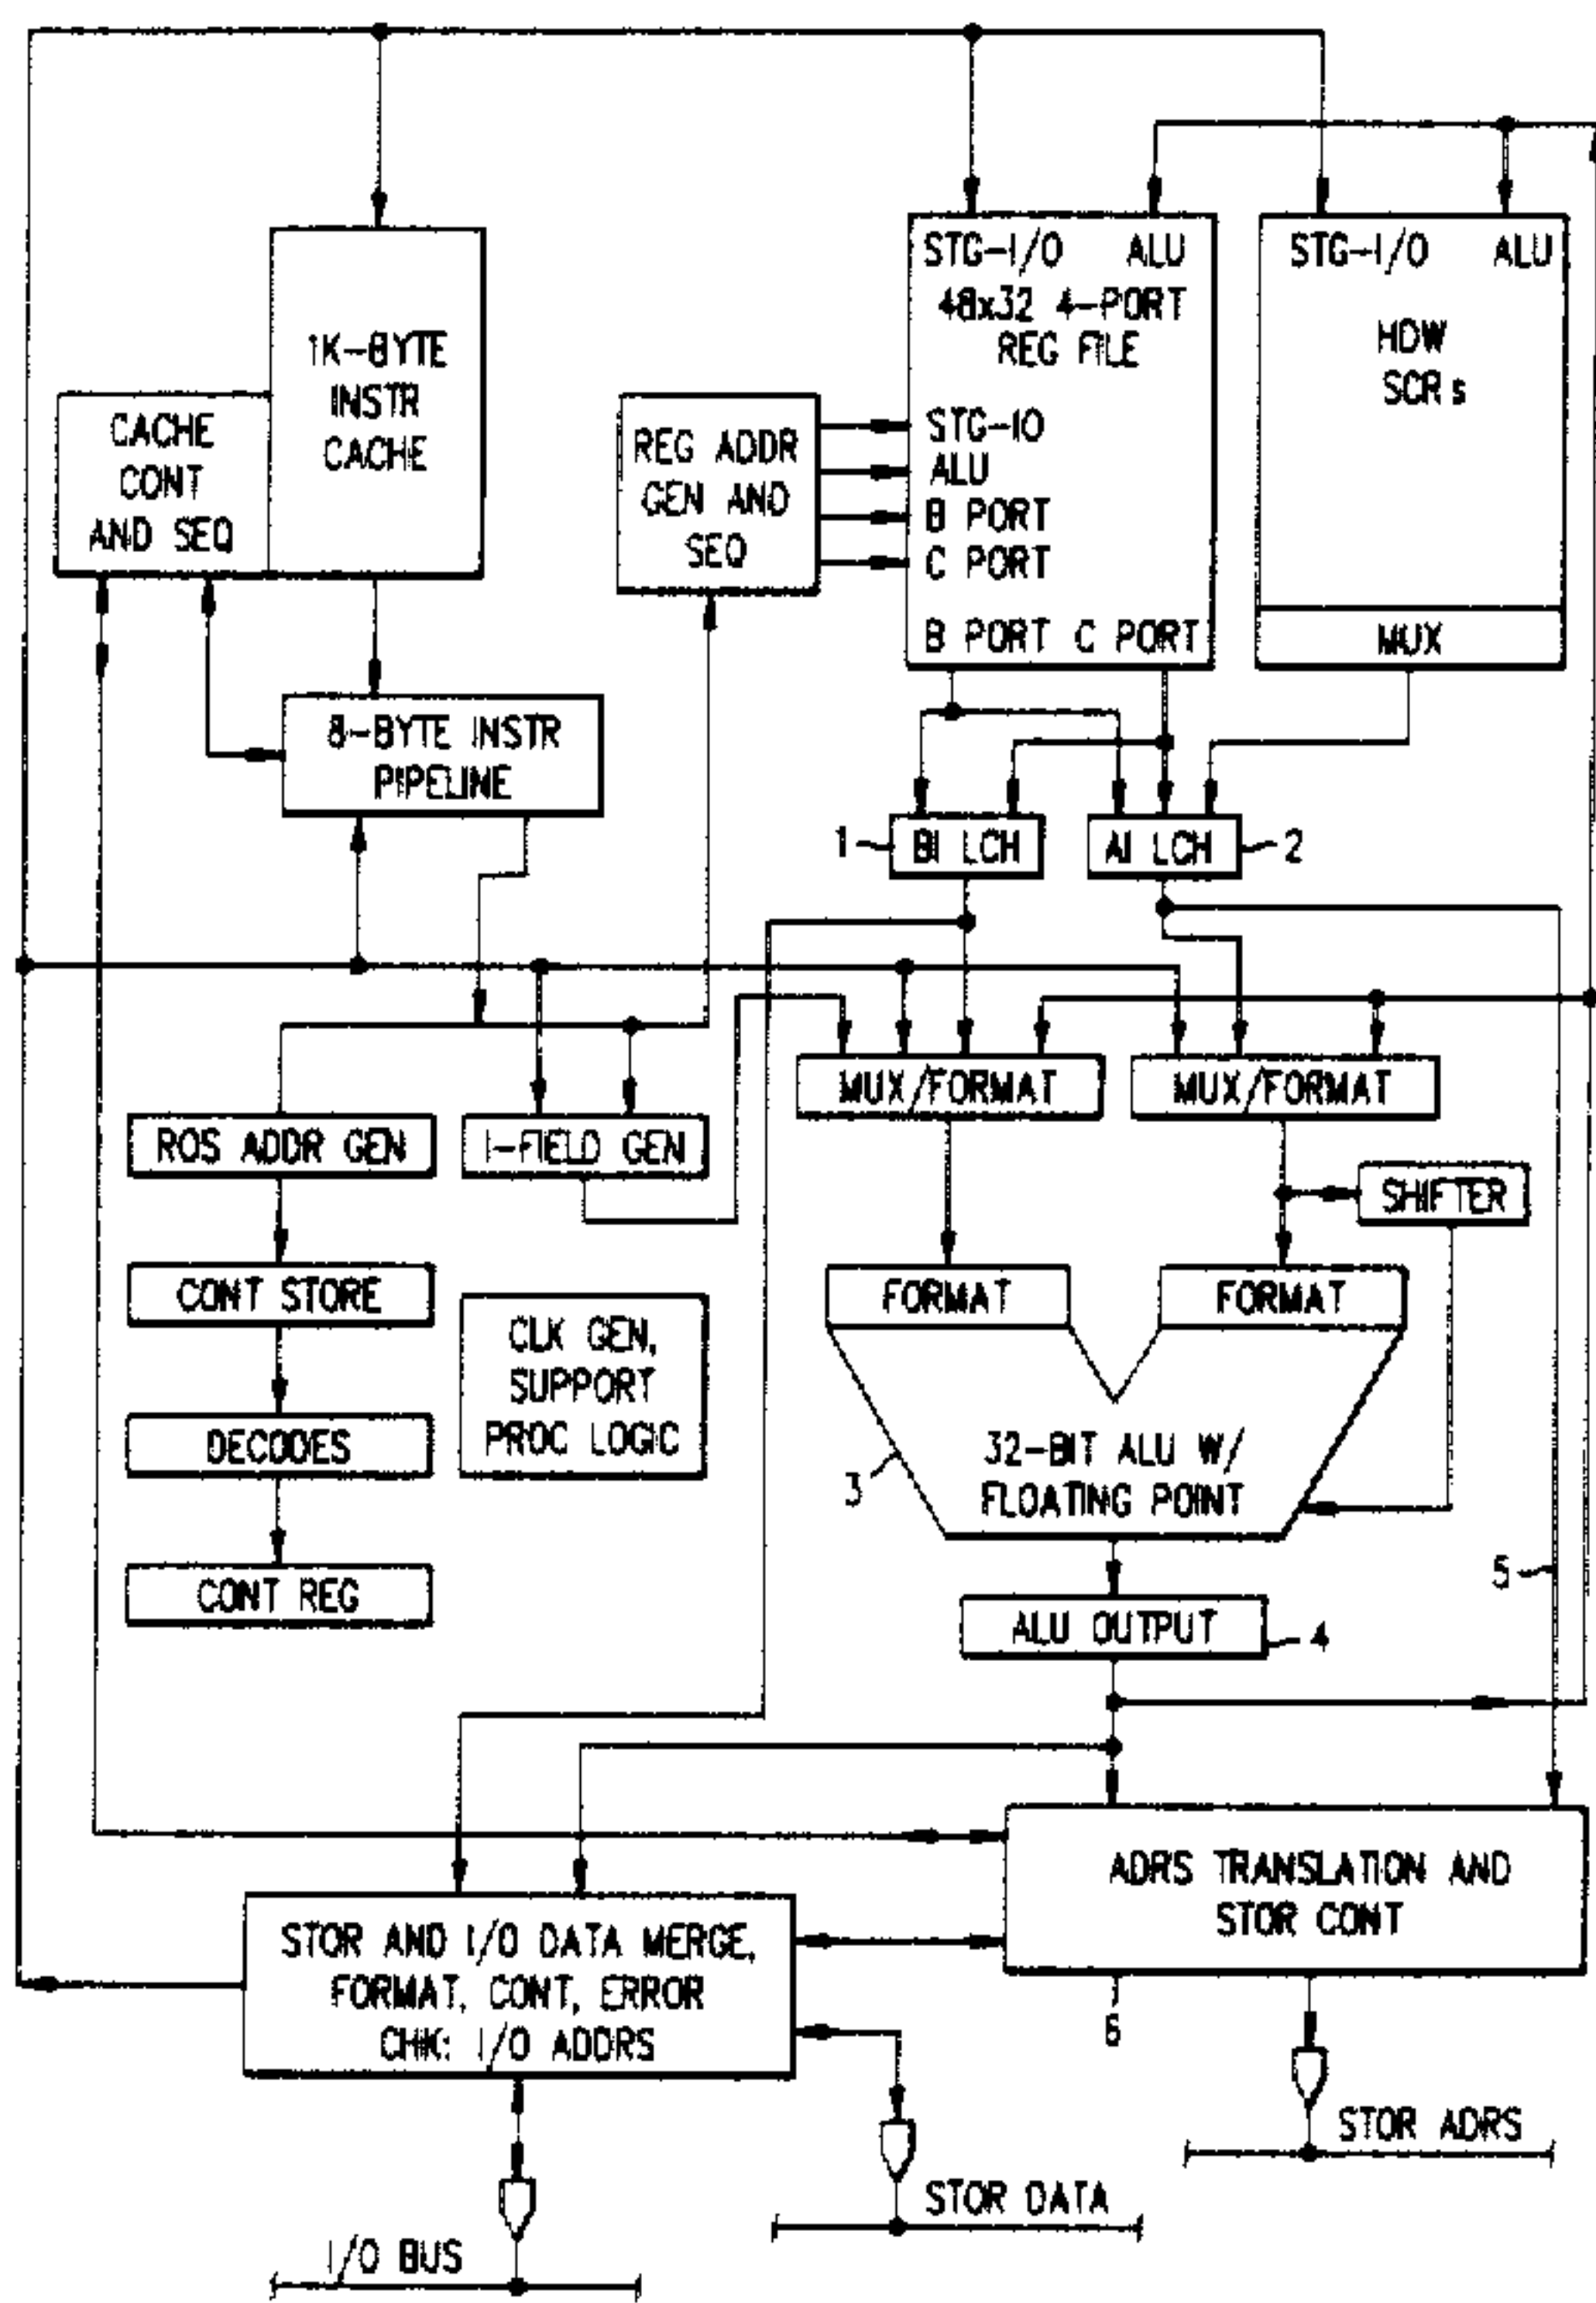 STG-I/O ALU
48x32 4-PORT
REG FILE
STG-IO
ALU
B PORT
C PORT
B PORT C PORT
STG-I/O ALU
HDW
SCRs
MUX
1K-BYTE
INSTR
CACHE
CACHE
CONT
AND SEQ
REG ADDR
GEN AND
SEQ
8-BYTE INSTR
PIPELINE
1
BI LCH
AI LCH
2
MUX/FORMAT
MUX/FORMAT
ROS ADDR GEN
I-FIELD GEN
SHIFTER
CONT STORE
FORMAT
FORMAT
CLK GEN,
SUPPORT
PROC LOGIC
DECODES
32-BIT ALU W/
FLOATING POINT
3
CONT REG
5
ALU OUTPUT
4
ADRS TRANSLATION AND
STOR CONT
6
STOR AND I/O DATA MERGE,
FORMAT, CONT, ERROR
CHK: I/O ADDRS
STOR ADRS
STOR DATA
I/O BUS